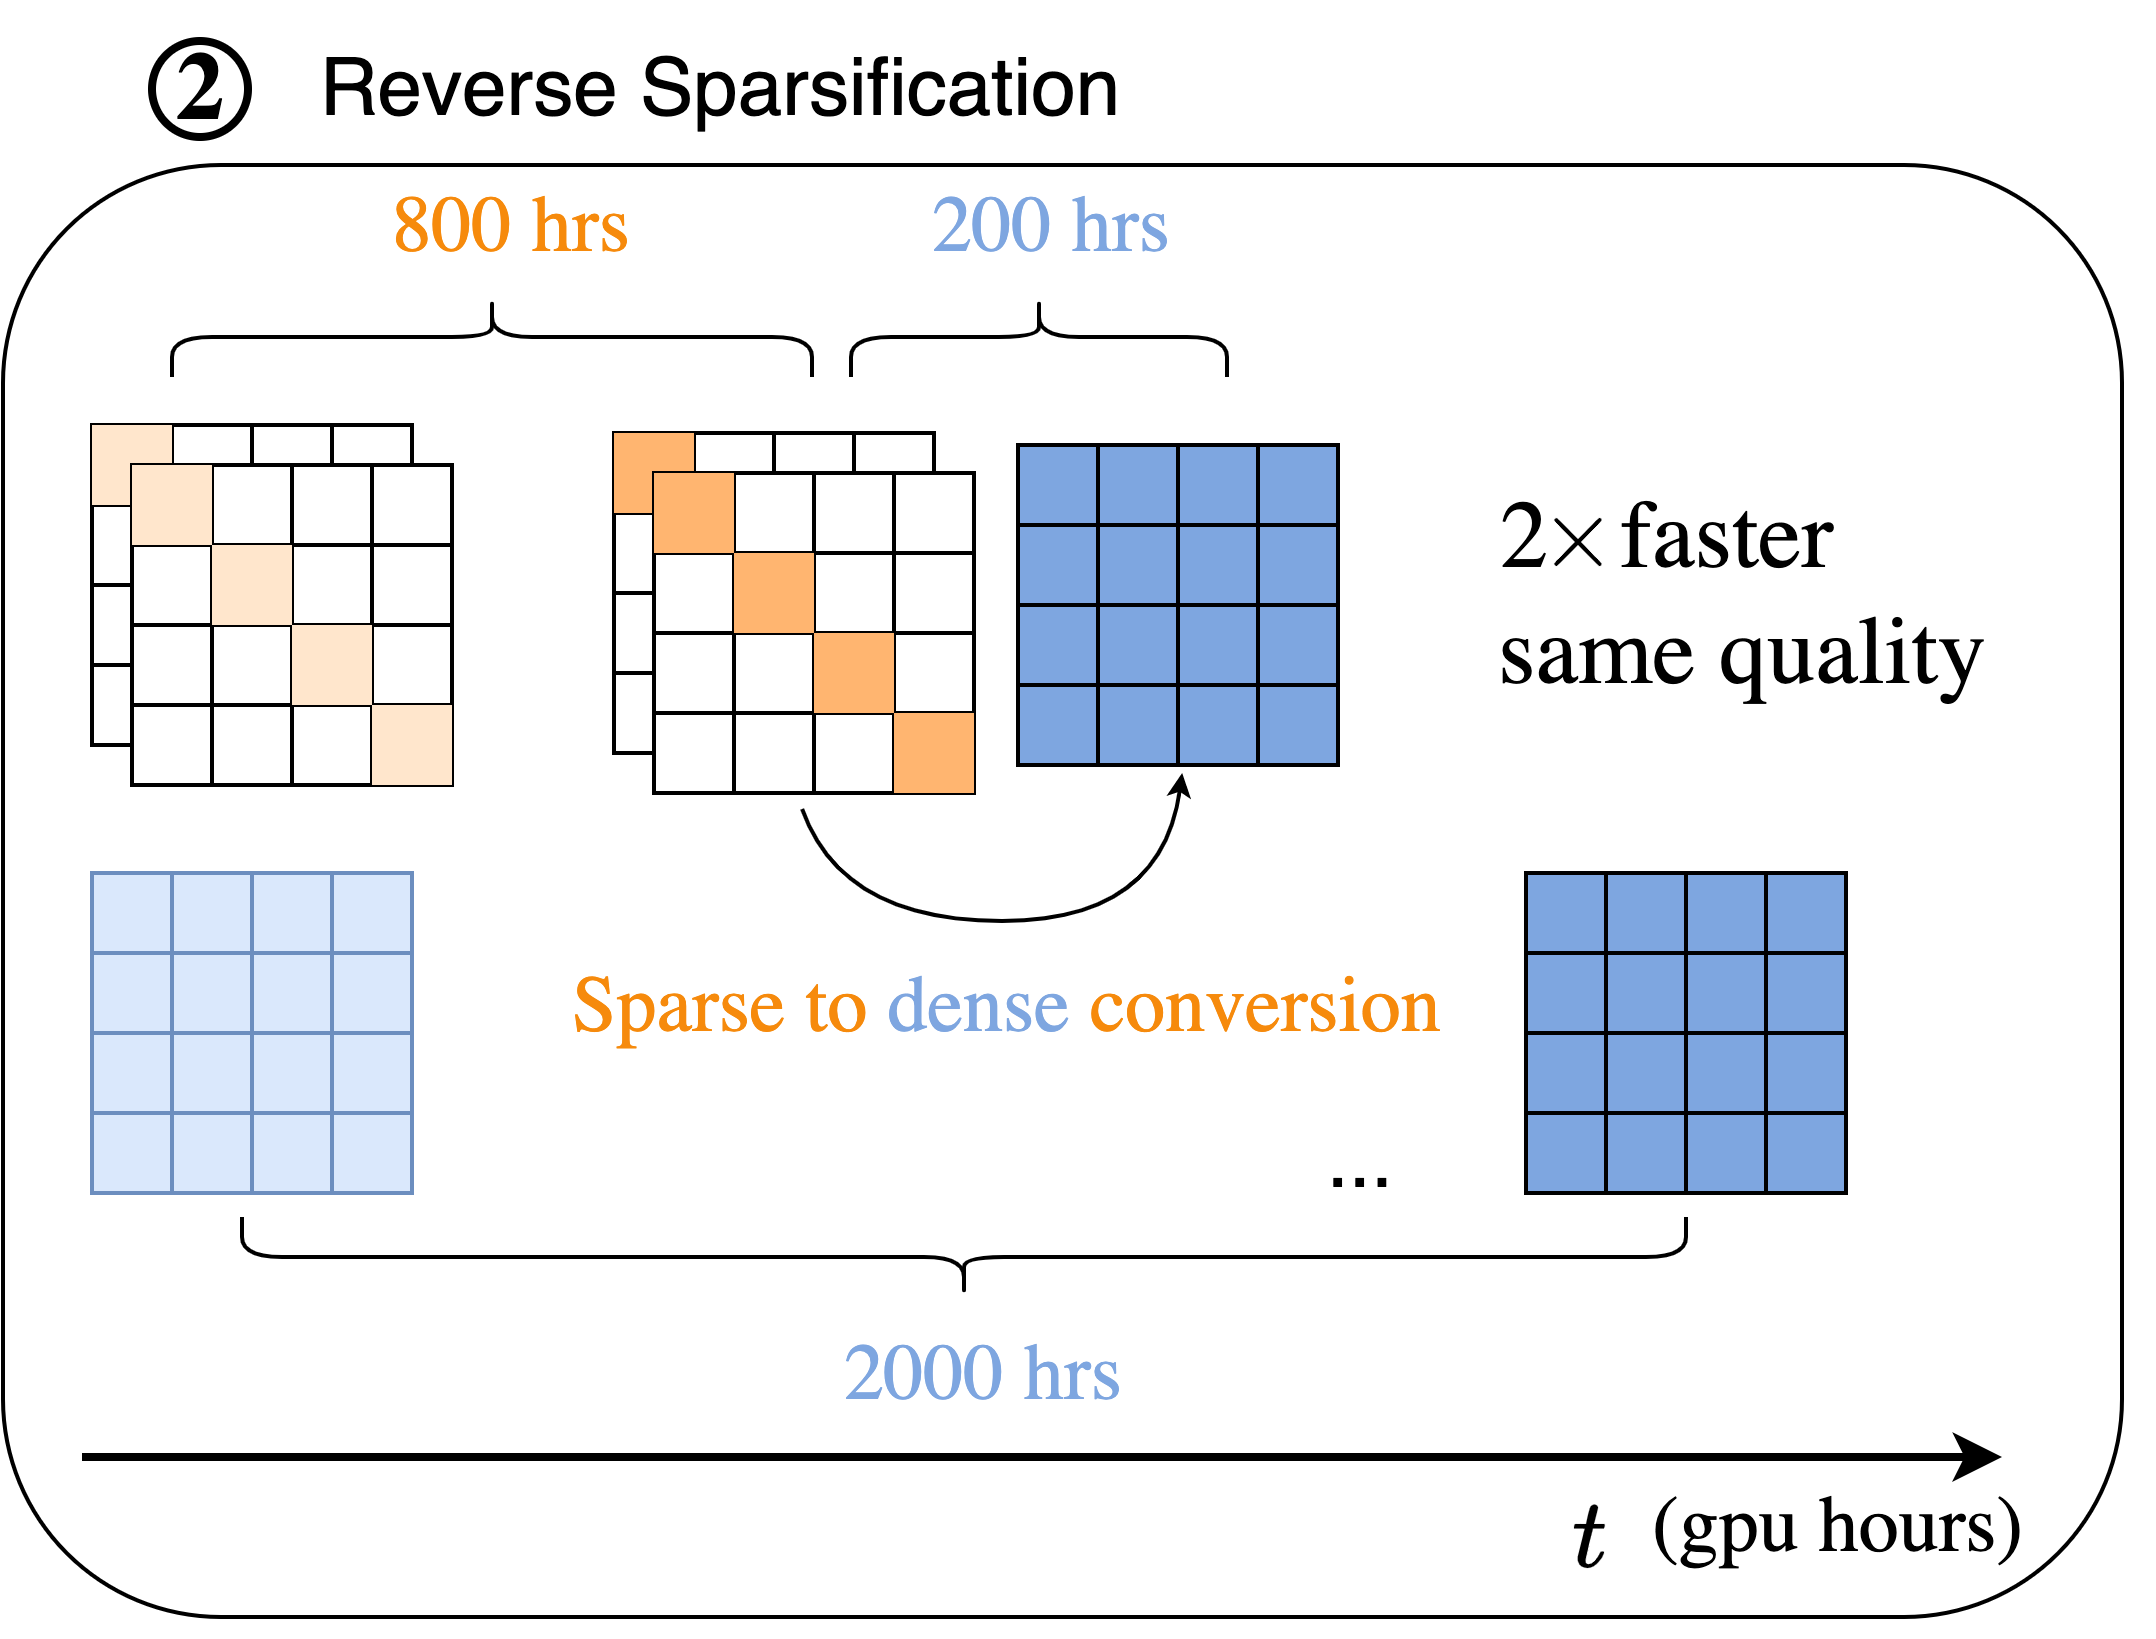 ② Reverse Sparsification
800 hrs 200 hrs
2× faster
same quality
Sparse to dense conversion
...
2000 hrs
t (gpu hours)